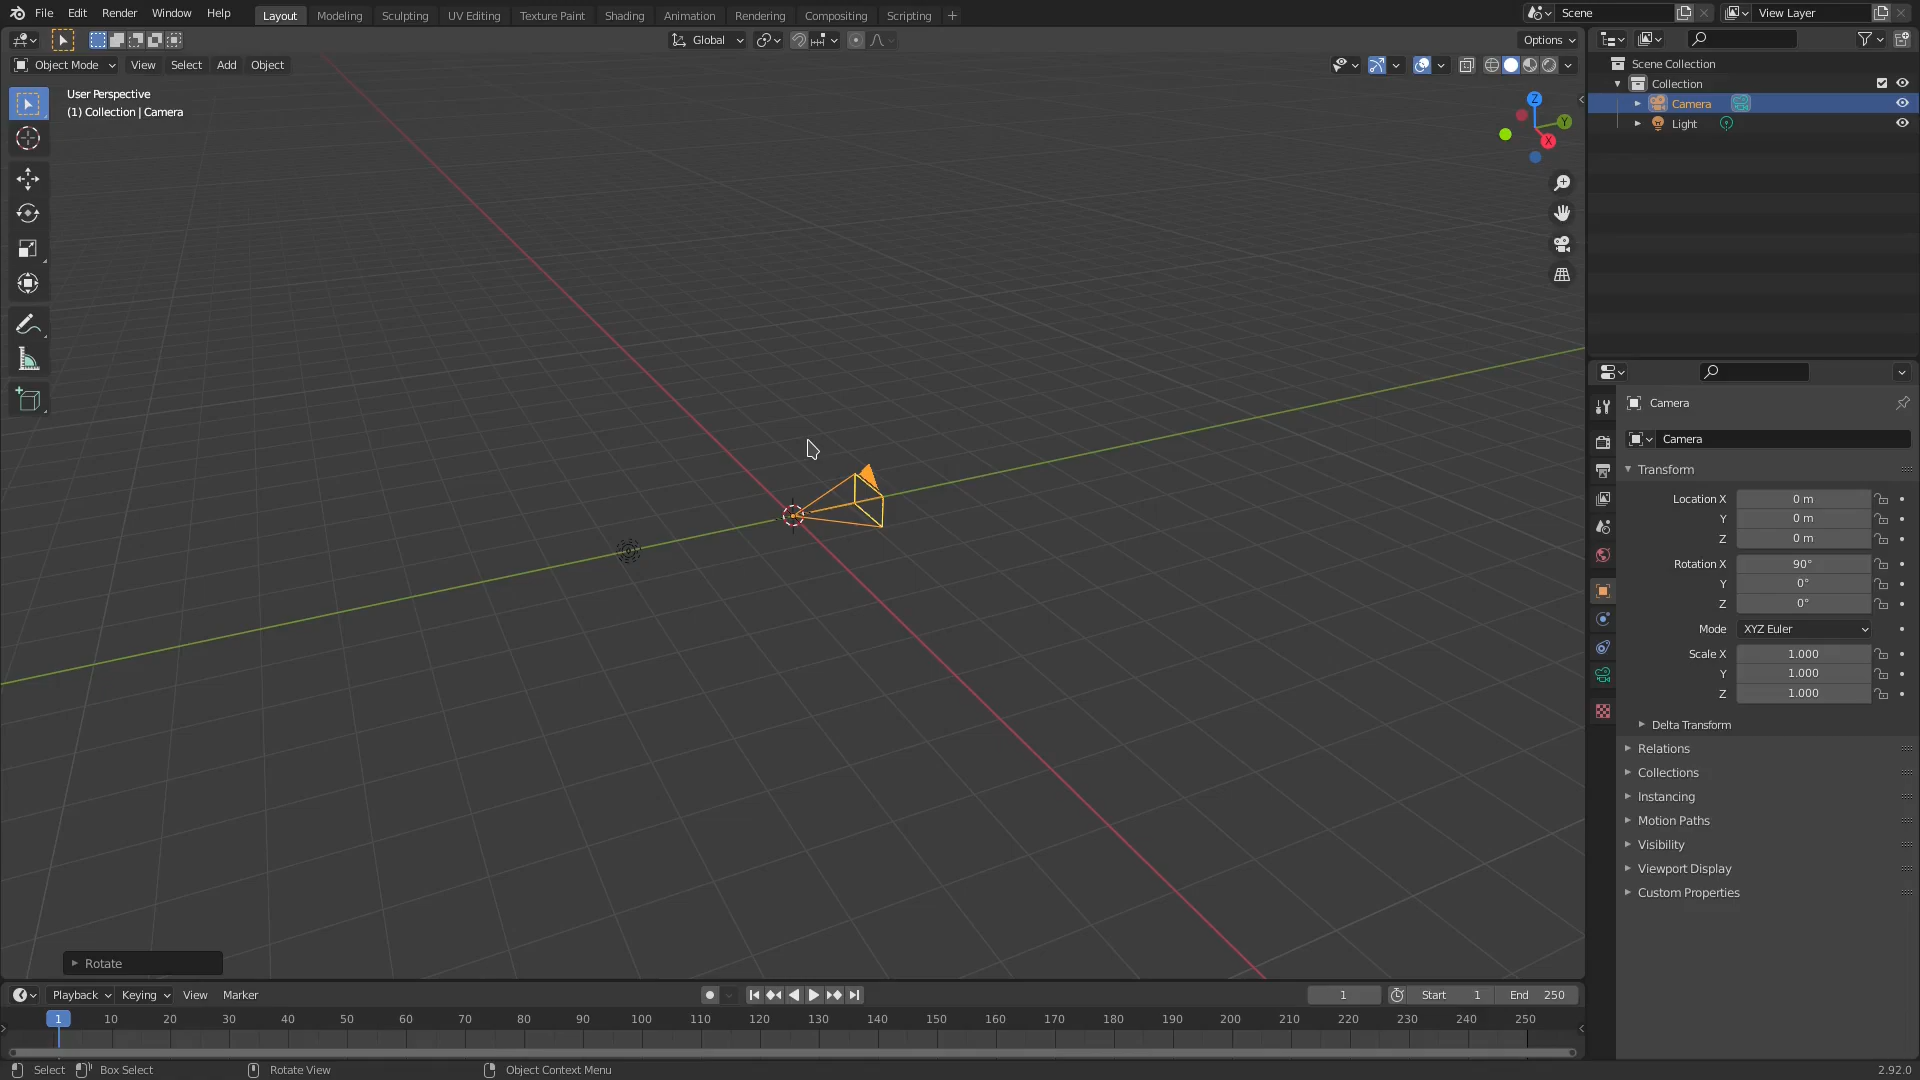 File Edit Render Window Help Layout Modeling Sculpting UV Editing Texture Paint Shading Animation Rendering Compositing Scripting + Scene View Layer
Global Options
Object Mode View Select Add Object
User Perspective
(1) Collection | Camera
Z
Y
X
Scene Collection
Collection
Camera
Light
Camera
Camera
Transform
Location X 0 m
Y 0 m
Z 0 m
Rotation X 90°
Y 0°
Z 0°
Mode XYZ Euler
Scale X 1.000
Y 1.000
Z 1.000
Delta Transform
Relations
Collections
Instancing
Motion Paths
Visibility
Viewport Display
Custom Properties
Rotate
Playback Keying View Marker 1 Start 1 End 250
1 10 20 30 40 50 60 70 80 90 100 110 120 130 140 150 160 170 180 190 200 210 220 230 240 250
Select Box Select Rotate View Object Context Menu 2.92.0